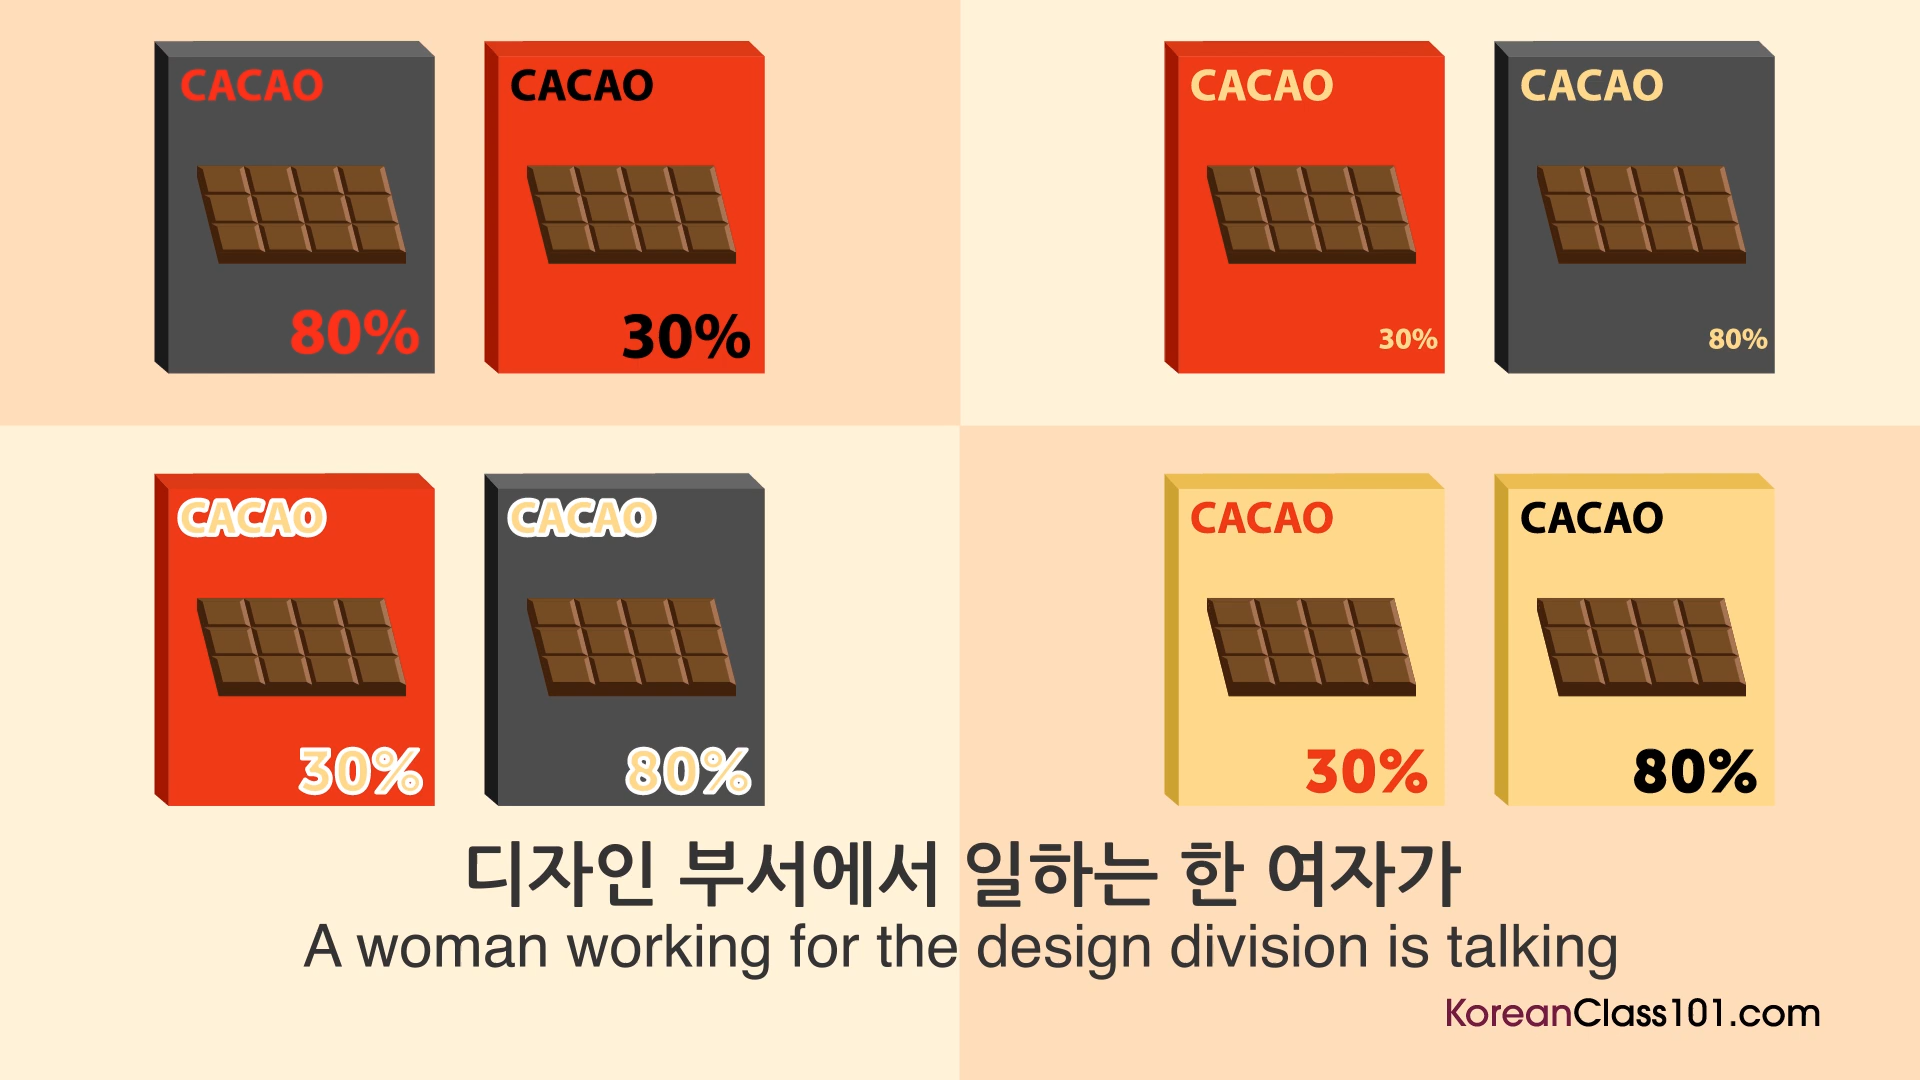 CACAO
80%
CACAO
30%
CACAO
30%
CACAO
80%
CACAO
30%
CACAO
80%
CACAO
30%
CACAO
80%
디자인 부서에서 일하는 한 여자가
A woman working for the design division is talking
KoreanClass101.com